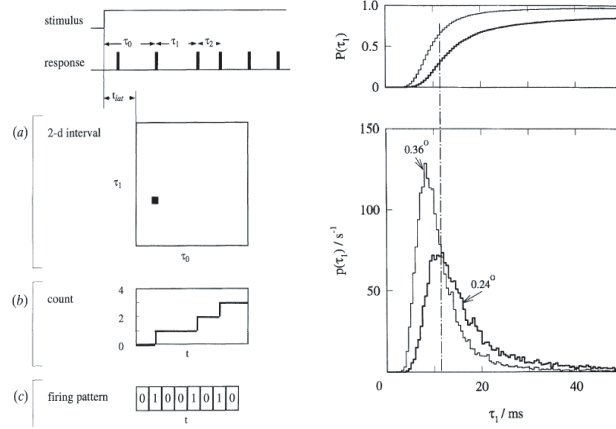 stimulus
τ0 τ1 τ2
response
tlat
(a) 2-d interval
τ1
τ0
(b) count
4
2
0
t
(c) firing pattern
0 1 0 0 1 0 1 0
t
P(τ1)
1.0
0.5
0.0
p(τ1) / s⁻¹
150
100
50
0.36°
0.24°
0 20 40
τ1 / ms